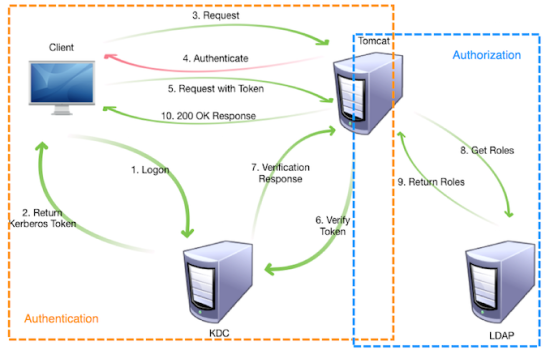 3. Request
Client
Tomcat
4. Authenticate
Authorization
5. Request with Token
10. 200 OK Response
8. Get Roles
1. Logon
7. Verification
Response
9. Return Roles
2. Return
Kerberos Token
6. Verify
Token
Authentication
KDC
LDAP